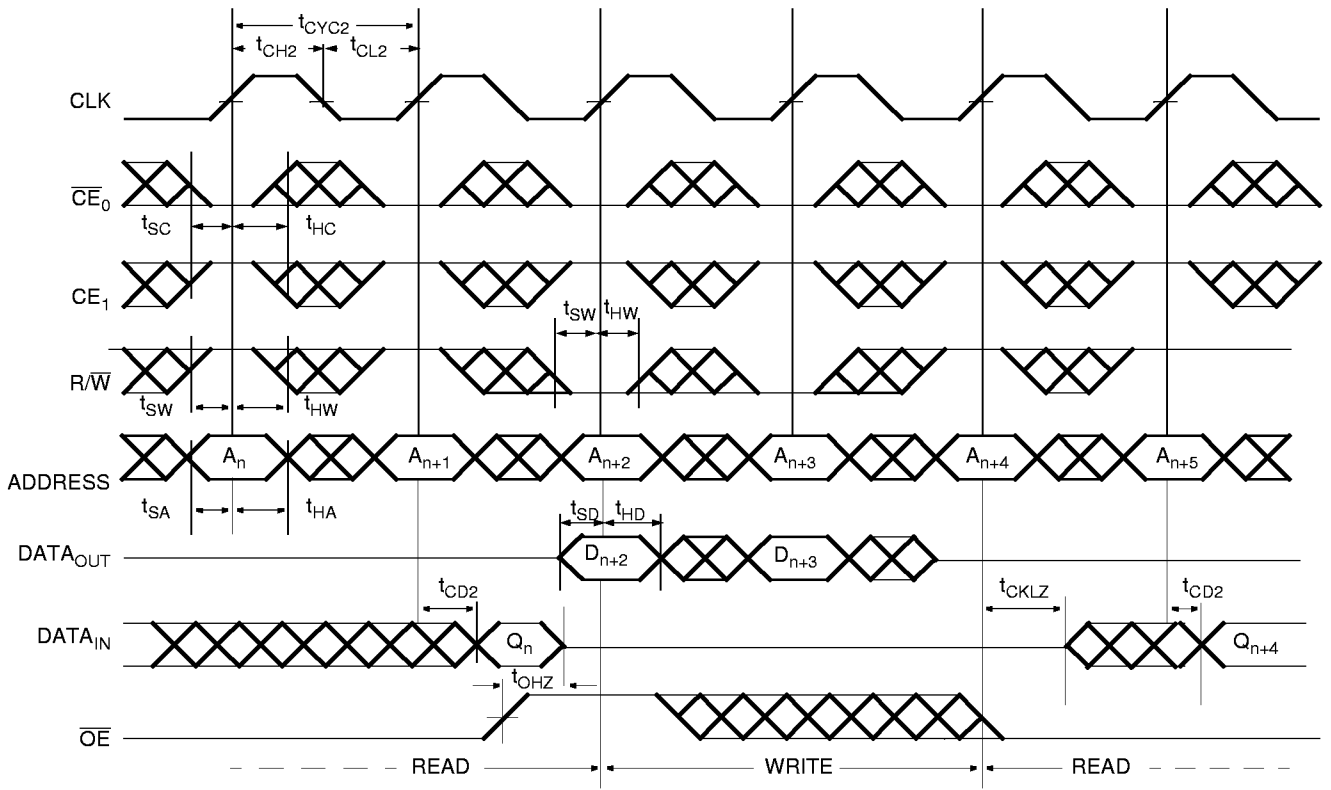 tCYC2
tCH2 tCL2
CLK
CE0
tSC tHC
CE1
tSW tHW
R/W
tSW tHW
An An+1 An+2 An+3 An+4 An+5
ADDRESS
tSA tHA
tSD tHD
DATAOUT Dn+2 Dn+3
tCD2 tCKLZ tCD2
DATAIN Qn Qn+4
tOHZ
OE
READ WRITE READ